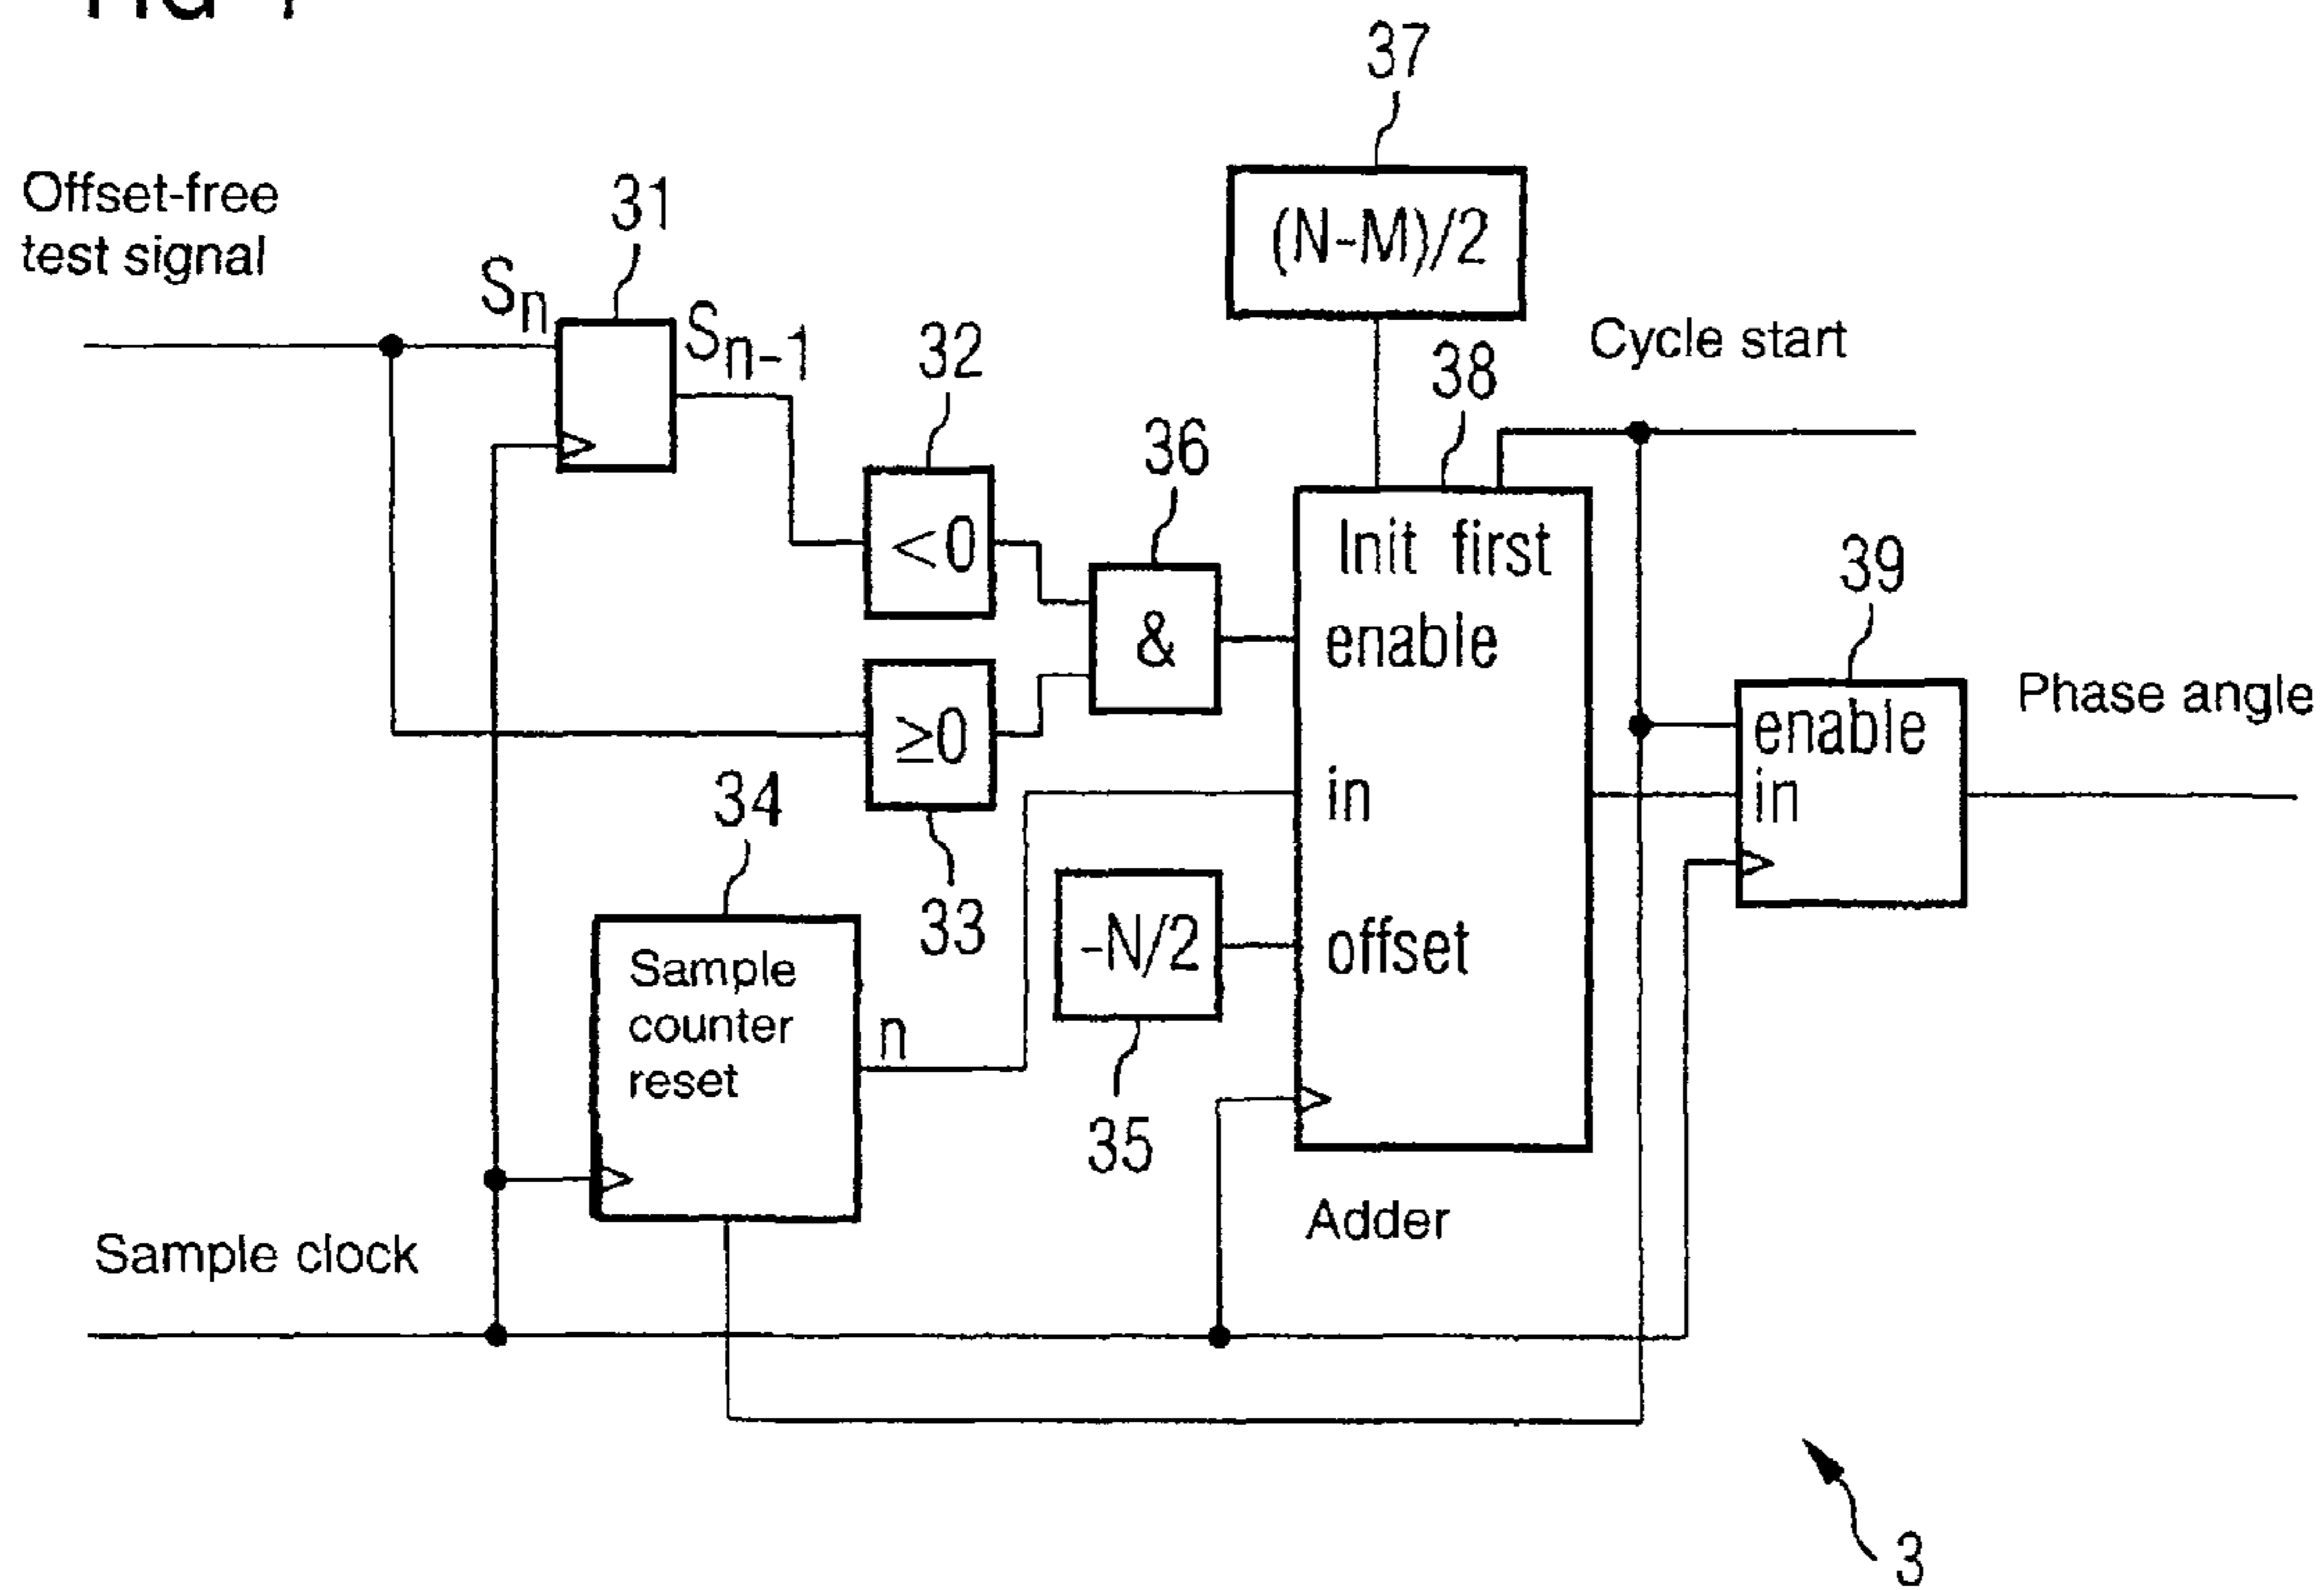 37
Offset-free
test signal
31
(N-M)/2
Sn
Sn-1
32
38
Cycle start
36
<0
Init first
39
&
enable
Phase angle
≥0
enable
34
in
in
33
-N/2
offset
Sample
counter
reset
n
35
Adder
Sample clock
3